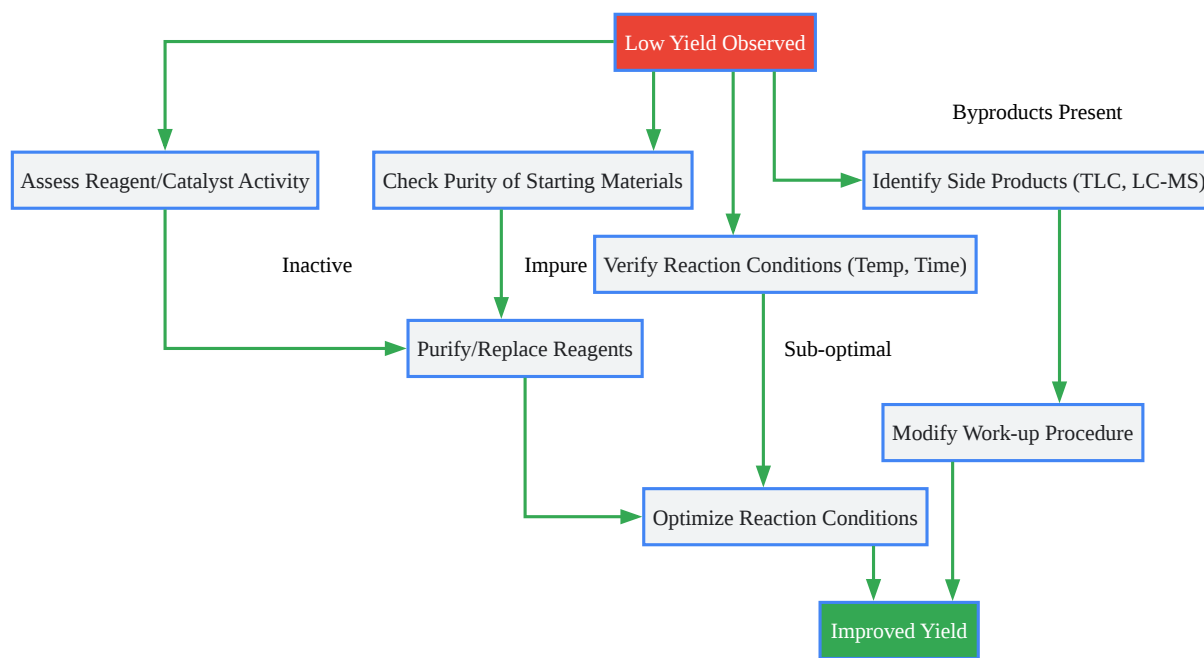 Low Yield Observed
Byproducts Present
Assess Reagent/Catalyst Activity
Check Purity of Starting Materials
Identify Side Products (TLC, LC-MS)
Inactive
Impure
Verify Reaction Conditions (Temp, Time)
Purify/Replace Reagents
Sub-optimal
Modify Work-up Procedure
Optimize Reaction Conditions
Improved Yield